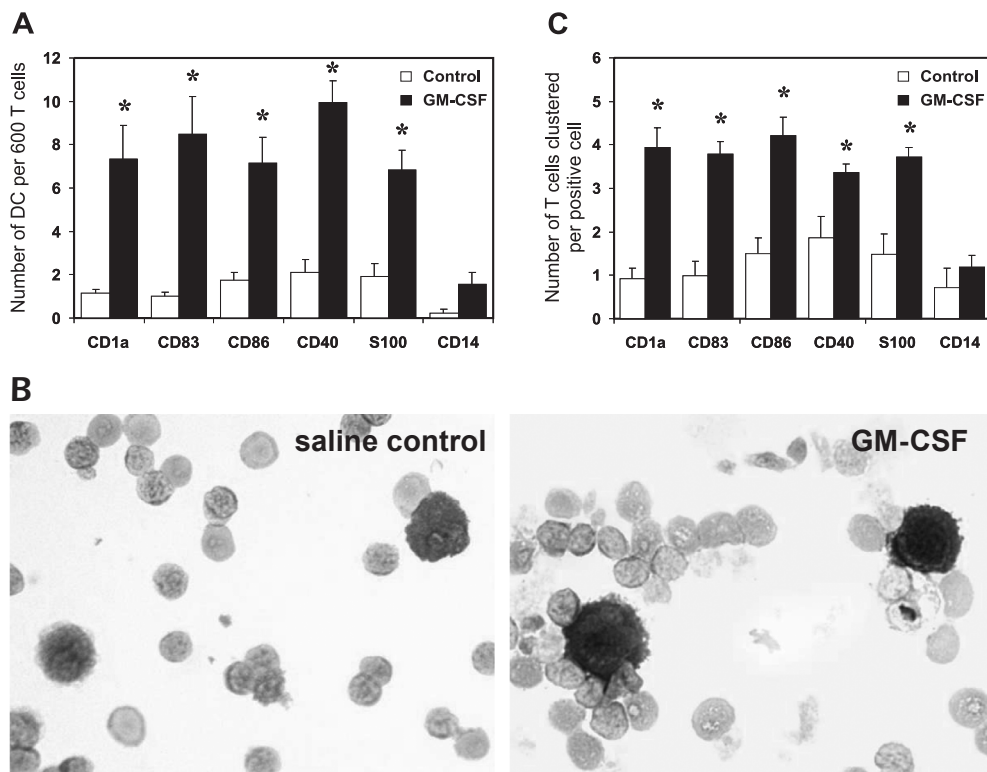 A
Number of DC per 600 T cells
12
10
8
6
4
2
0
Control
GM-CSF
* * * * *
CD1a CD83 CD86 CD40 S100 CD14
C
Number of T cells clustered
per positive cell
6
5
4
3
2
1
0
Control
GM-CSF
* * * * *
CD1a CD83 CD86 CD40 S100 CD14
B
saline control
GM-CSF